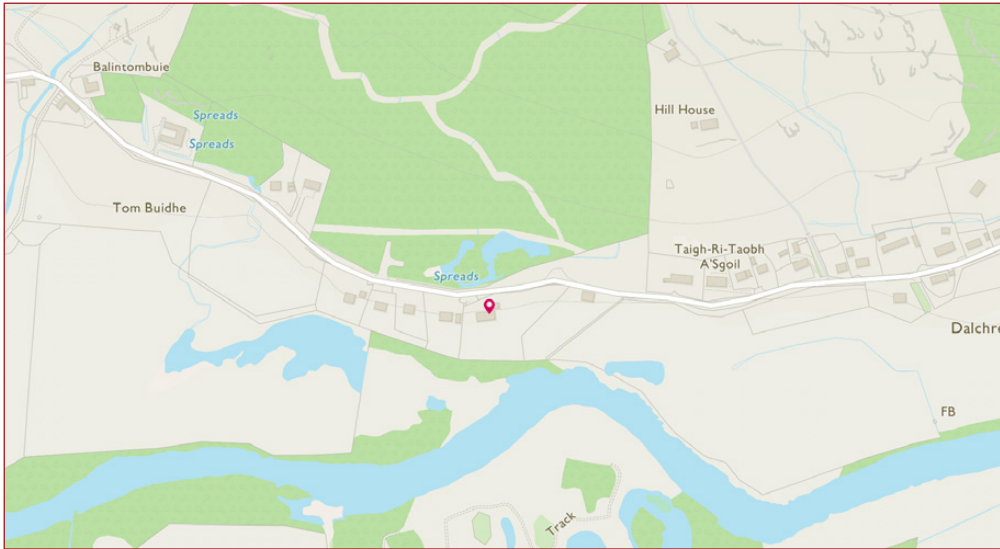 Balintombuie
Hill House
Spreads
Spreads
Tom Buidhe
Taigh-Ri-Taobh
A'Sgoil
Spreads
Dalchre
FB
Track